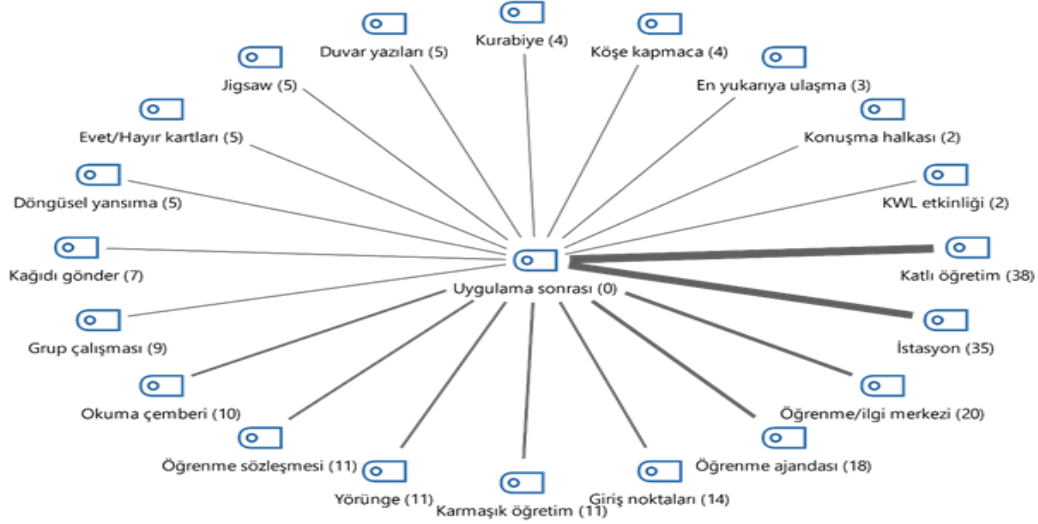 Kurabiye (4)
Duvar yazıları (5)
Köşe kapmaca (4)
Jigsaw (5)
En yukarıya ulaşma (3)
Evet/Hayır kartları (5)
Konuşma halkası (2)
Döngüsel yansıma (5)
KWL etkinliği (2)
Kağıdı gönder (7)
Uygulama sonrası (0)
Katlı öğretim (38)
Grup çalışması (9)
İstasyon (35)
Okuma çemberi (10)
Öğrenme/ilgi merkezi (20)
Öğrenme sözleşmesi (11)
Öğrenme ajandası (18)
Yörünge (11)
Karmaşık öğretim (11)
Giriş noktaları (14)